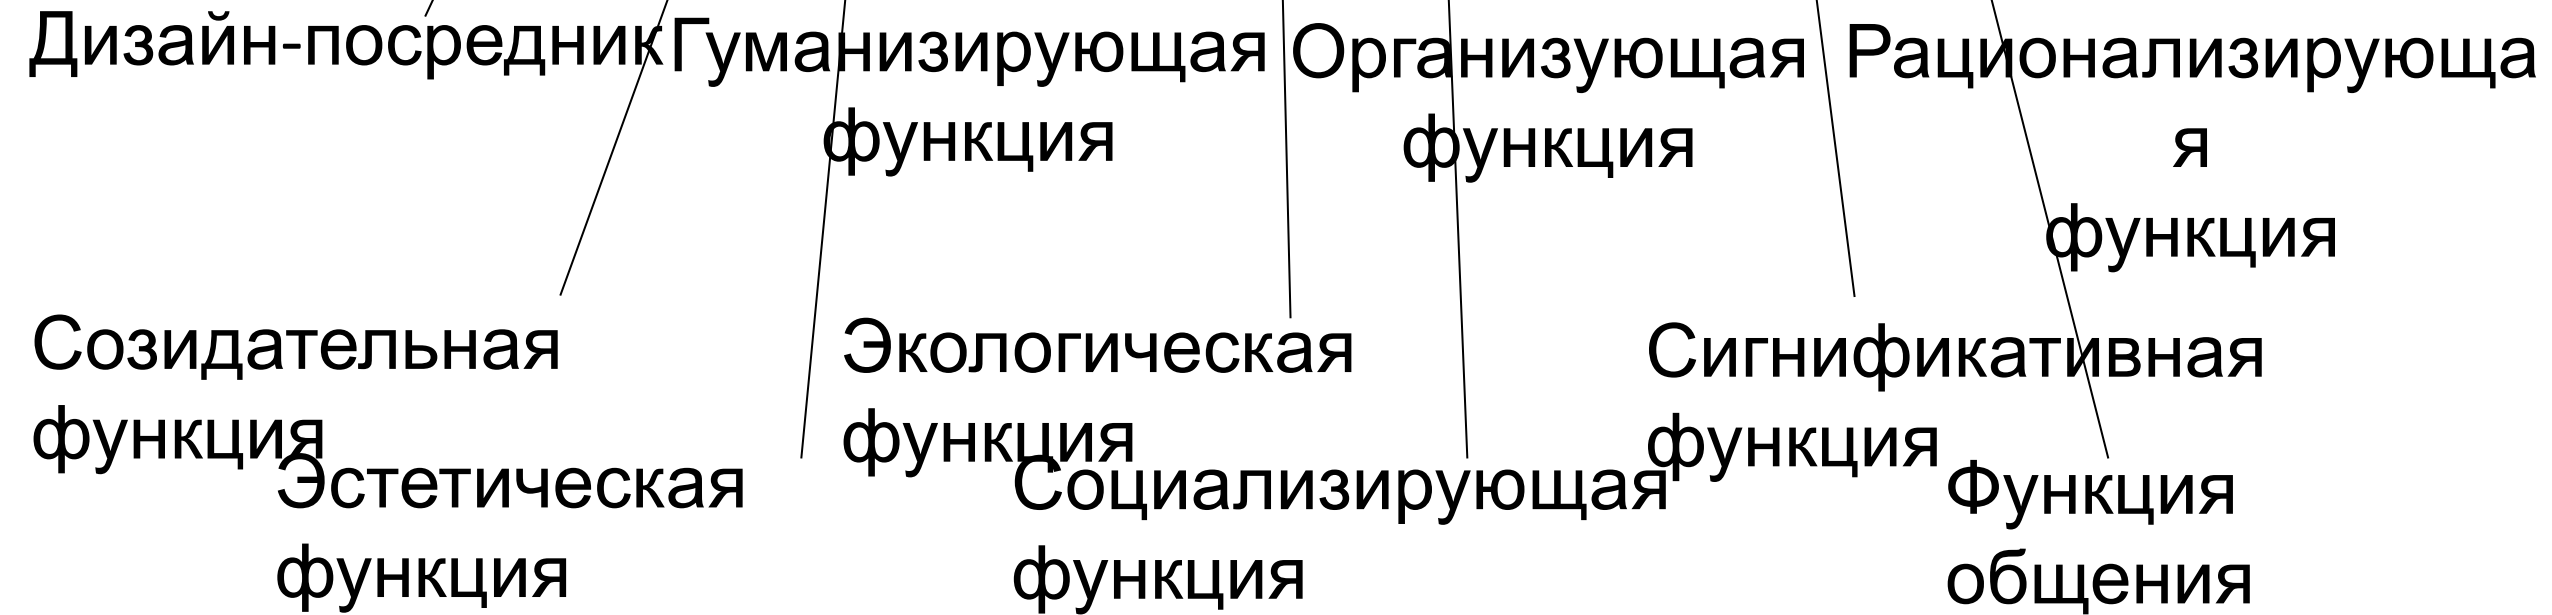 Дизайн-посредник
Гуманизирующая
функция
Организующая
функция
Рационализирующа
я
функция
Созидательная
функция
Экологическая
функция
Сигнификативная
функция
Эстетическая
функция
Социализирующая
функция
Функция
общения